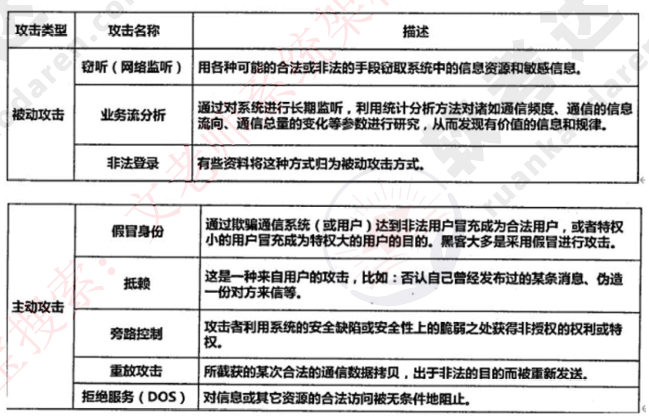 攻击类型 攻击名称 描述
被动攻击
窃听（网络监听） 用各种可能的合法或非法的手段窃取系统中的信息资源和敏感信息。
业务流分析 通过对系统进行长期监听，利用统计分析方法对诸如通信频度、通信的信息
流向、通信总量的变化等参数进行研究，从而发现有价值的信息和规律。
非法登录 有些资料将这种方式归为被动攻击方式。
主动攻击
假冒身份 通过欺骗通信系统（或用户）达到非法用户冒充成为合法用户，或者特权
小的用户冒充成为特权大的用户的目的。黑客大多是采用假冒进行攻击。
抵赖 这是一种来自用户的攻击，比如：否认自己曾经发布过的某条消息、伪造
一份对方来信等。
旁路控制 攻击者利用系统的安全缺陷或安全性上的脆弱之处获得非授权的权利或特
权。
重放攻击 所截获的某次合法的通信数据拷贝，出于非法的目的而被重新发送。
拒绝服务（DOS） 对信息或其它资源的合法访问被无条件地阻止。